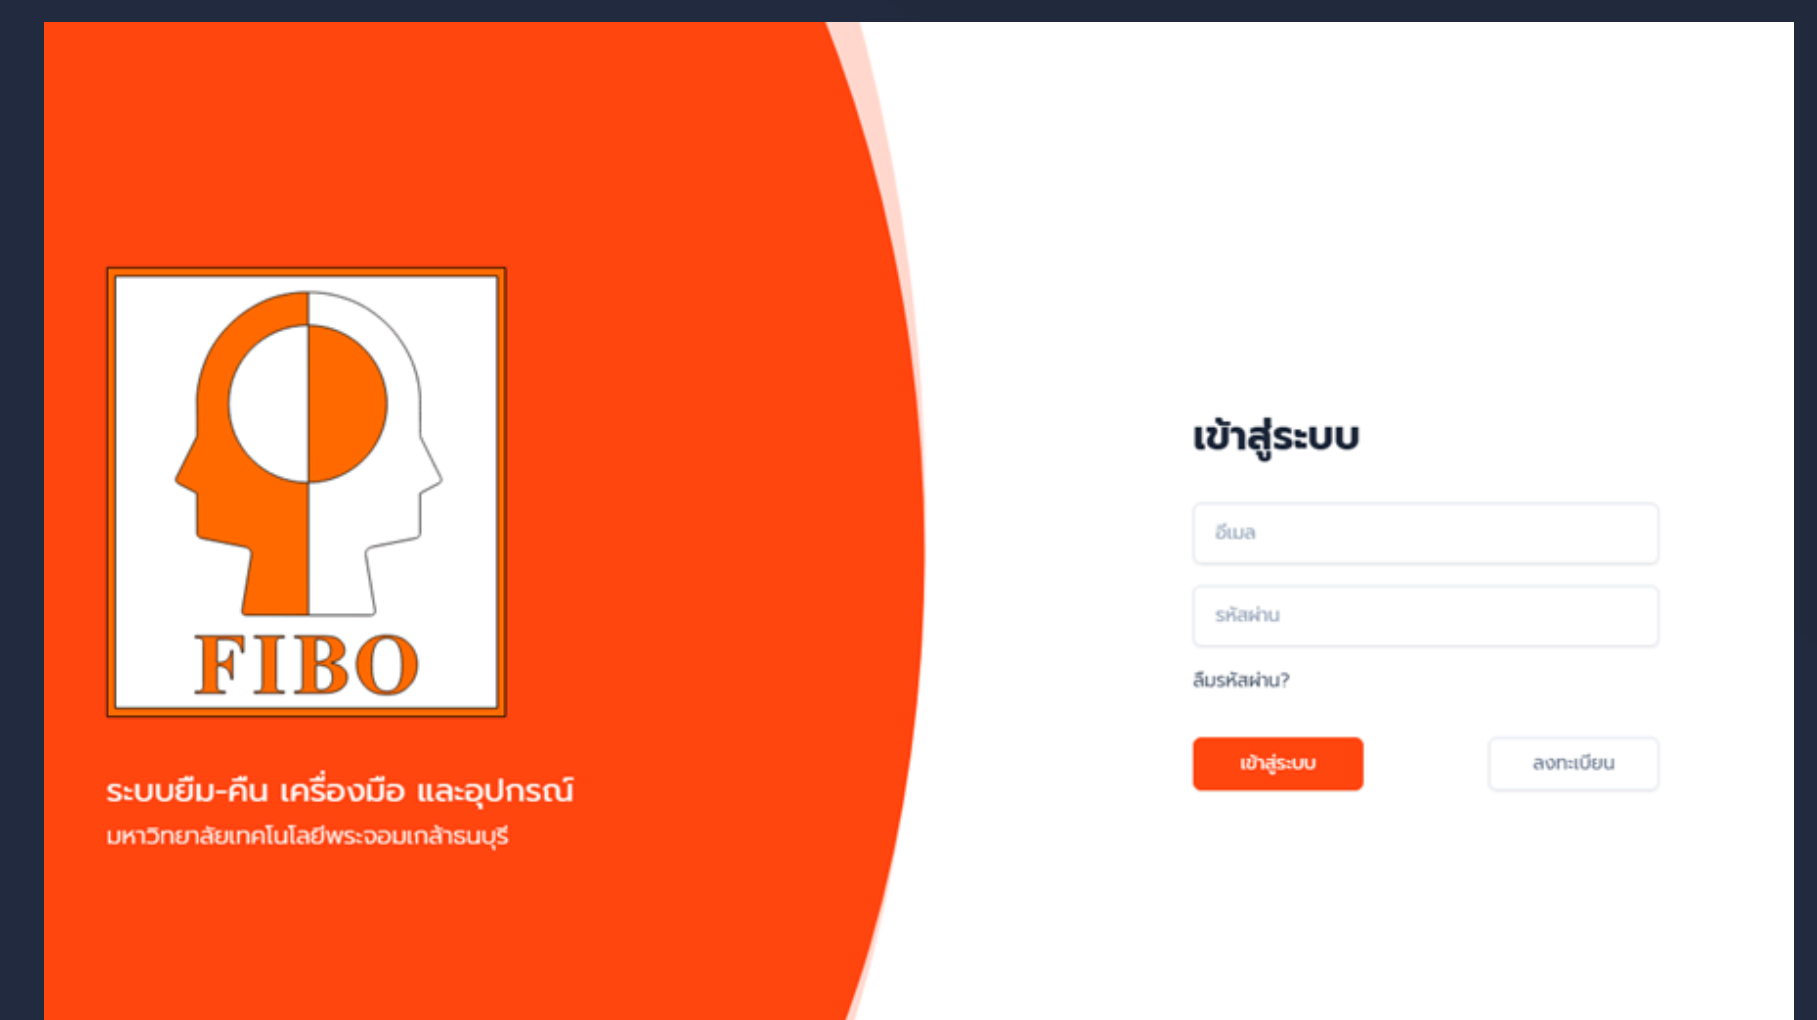 FIBO
ระบบยืม-คืน เครื่องมือ และอุปกรณ์
มหาวิทยาลัยเทคโนโลยีพระจอมเกล้าธนบุรี
เข้าสู่ระบบ
อีเมล
รหัสผ่าน
ลืมรหัสผ่าน?
เข้าสู่ระบบ
ลงทะเบียน